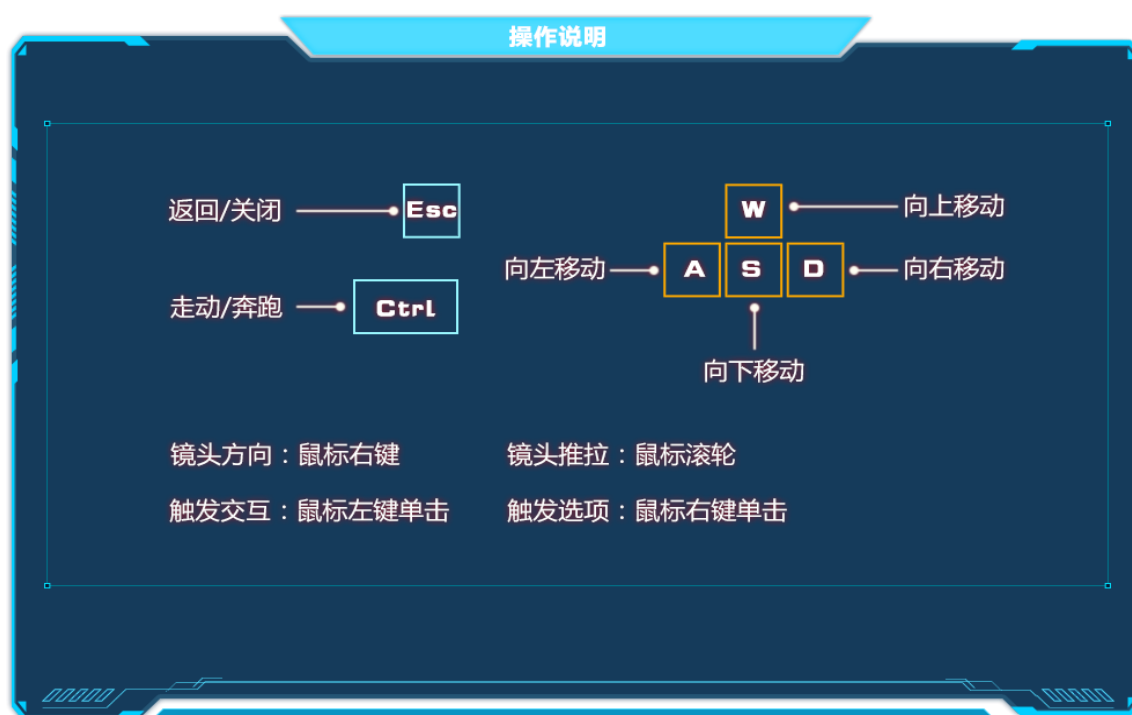 操作说明
返回/关闭
Esc
W
向上移动
向左移动
A
S
D
向右移动
走动/奔跑
Ctrl
向下移动
镜头方向：鼠标右键
镜头推拉：鼠标滚轮
触发交互：鼠标左键单击
触发选项：鼠标右键单击